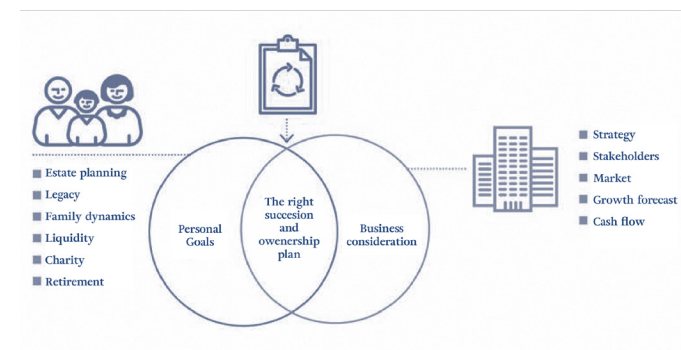 Estate planning
Legacy
Family dynamics
Liquidity
Charity
Retirement
Personal
Goals
The right
succesion
and
owenership
plan
Business
consideration
Strategy
Stakeholders
Market
Growth forecast
Cash flow